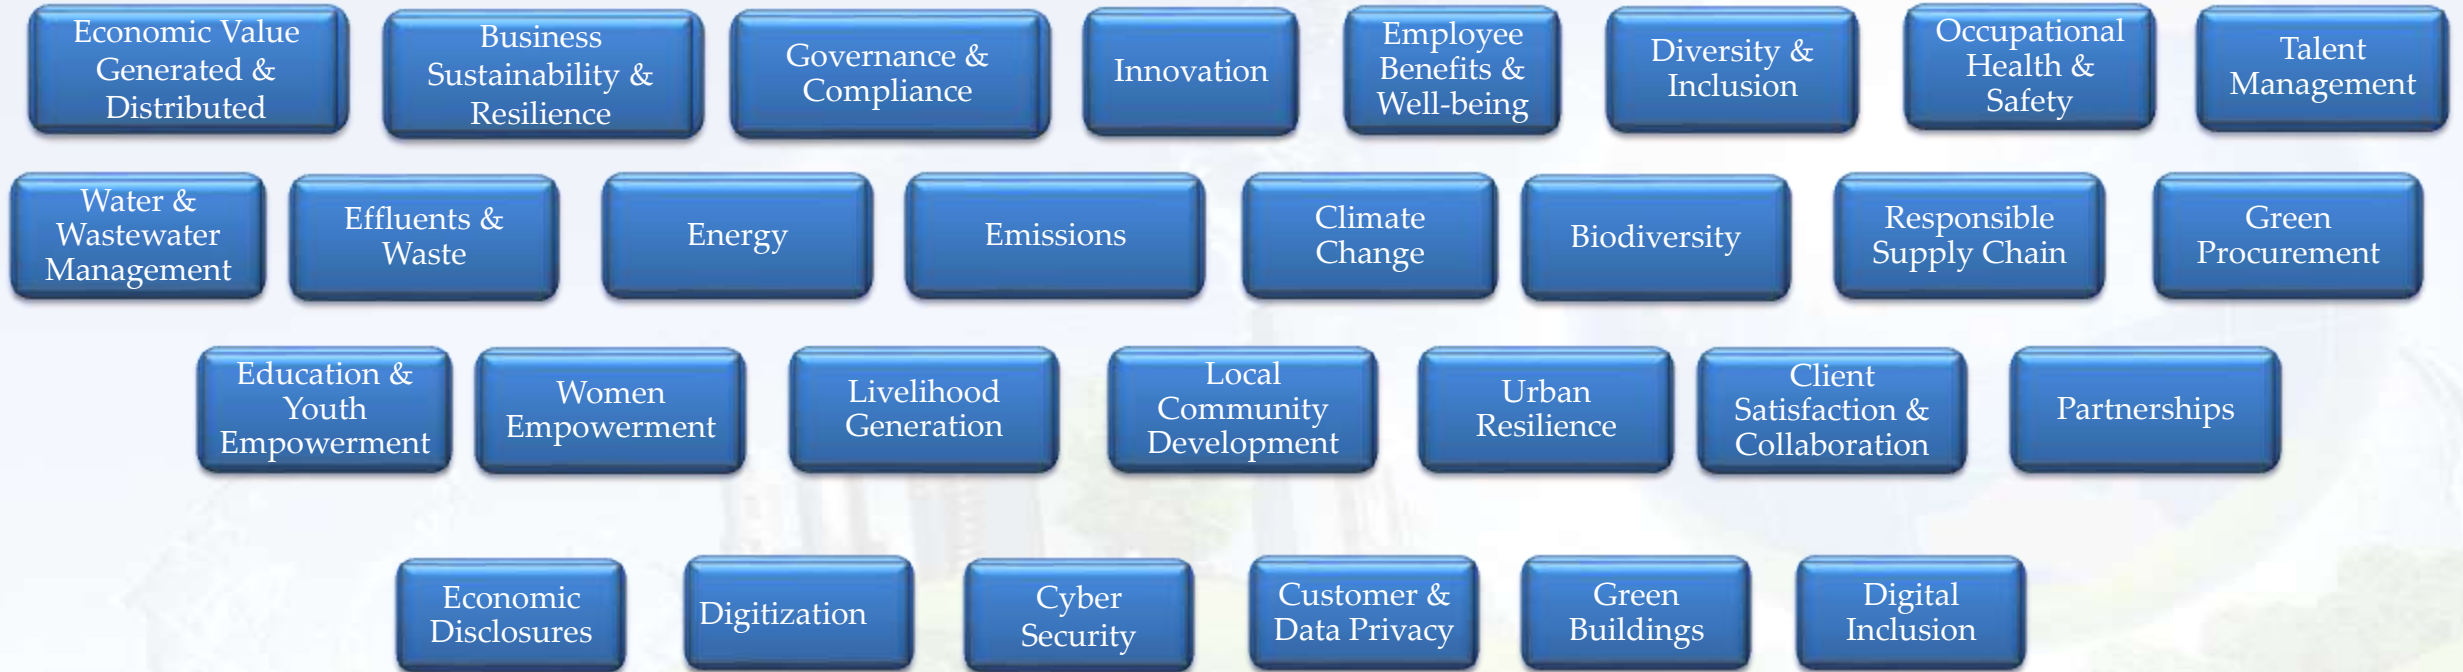 Economic Value
Generated &
Distributed
Business
Sustainability &
Resilience
Governance &
Compliance
Innovation
Employee
Benefits &
Well-being
Diversity &
Inclusion
Occupational
Health &
Safety
Talent
Management
Water &
Wastewater
Management
Effluents &
Waste
Energy
Emissions
Climate
Change
Biodiversity
Responsible
Supply Chain
Green
Procurement
Education &
Youth
Empowerment
Women
Empowerment
Livelihood
Generation
Local
Community
Development
Urban
Resilience
Client
Satisfaction &
Collaboration
Partnerships
Economic
Disclosures
Digitization
Cyber
Security
Customer &
Data Privacy
Green
Buildings
Digital
Inclusion